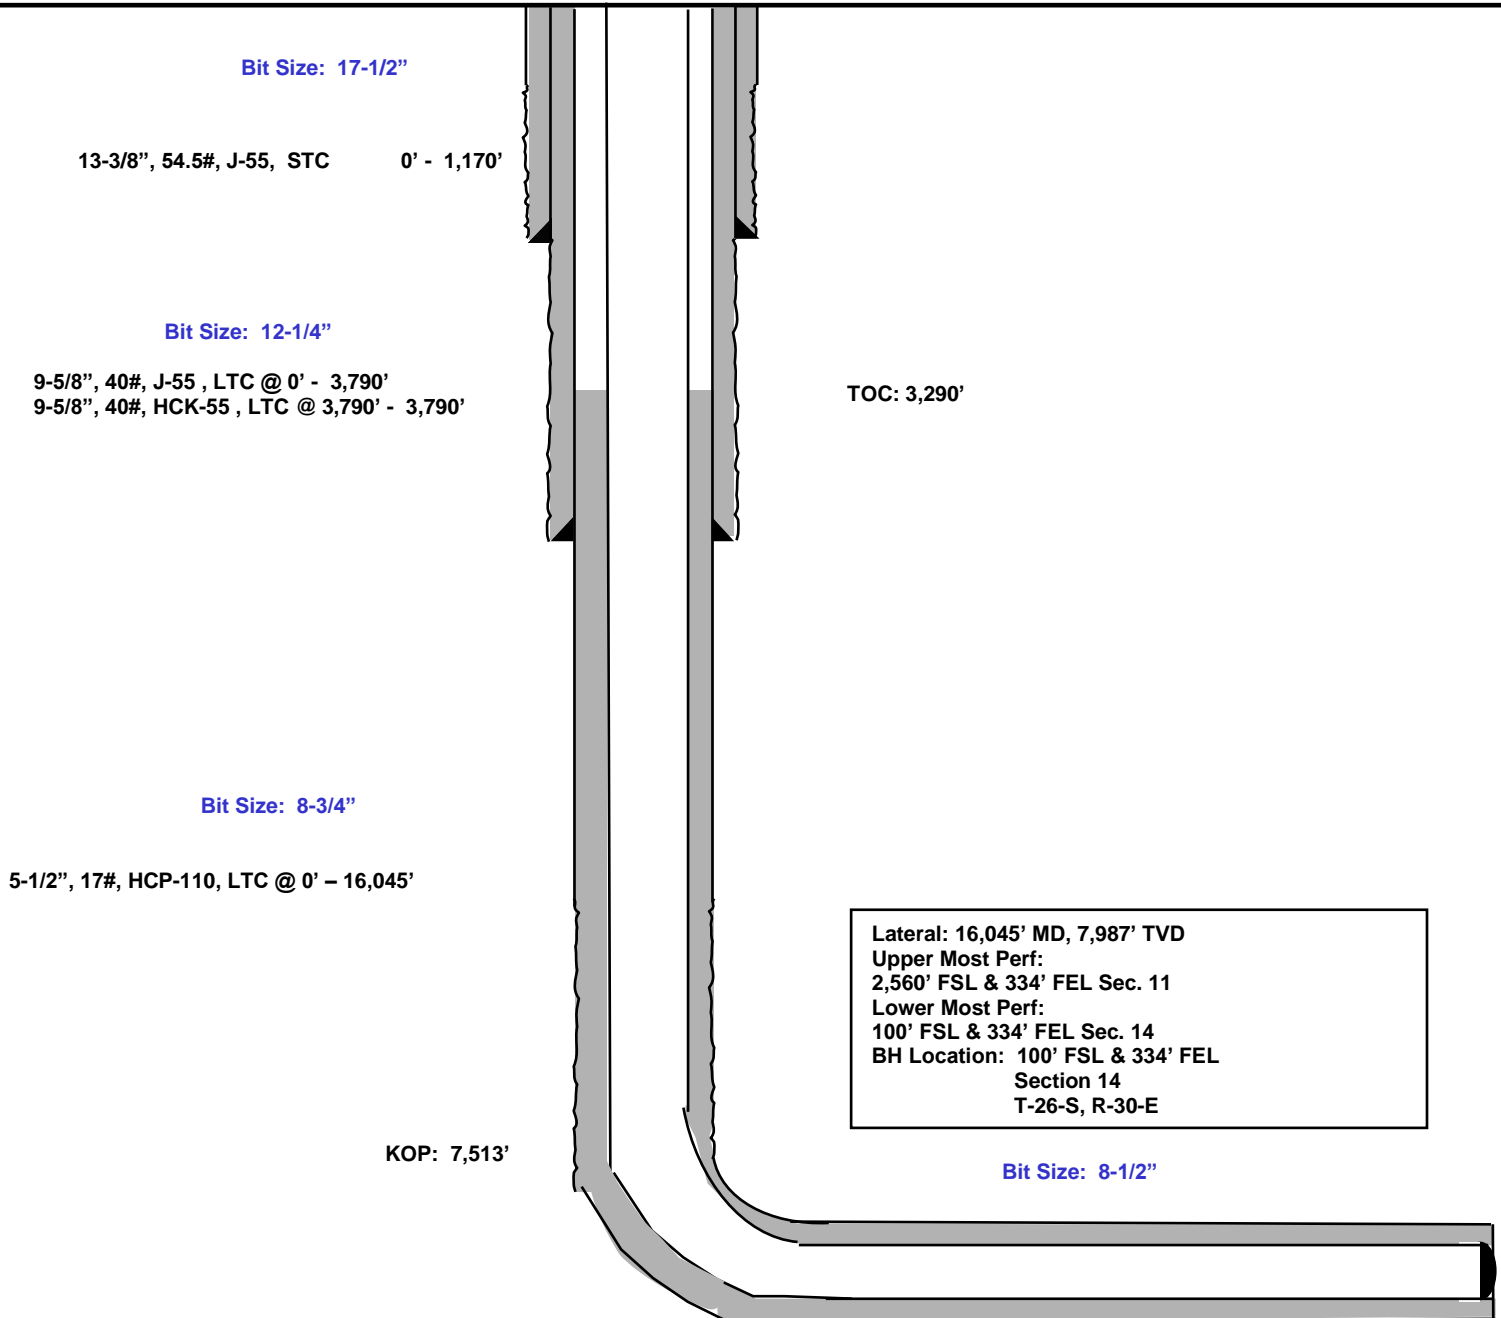 Bit Size: 17-1/2”
13-3/8”, 54.5#, J-55, STC 0’ - 1,170’
Bit Size: 12-1/4”
9-5/8”, 40#, J-55 , LTC @ 0’ - 3,790’
9-5/8”, 40#, HCK-55 , LTC @ 3,790’ - 3,790’
TOC: 3,290’
Bit Size: 8-3/4”
5-1/2”, 17#, HCP-110, LTC @ 0’ – 16,045’
Lateral: 16,045’ MD, 7,987’ TVD
Upper Most Perf:
2,560’ FSL & 334’ FEL Sec. 11
Lower Most Perf:
100’ FSL & 334’ FEL Sec. 14
BH Location: 100’ FSL & 334’ FEL
Section 14
T-26-S, R-30-E
KOP: 7,513’
Bit Size: 8-1/2”